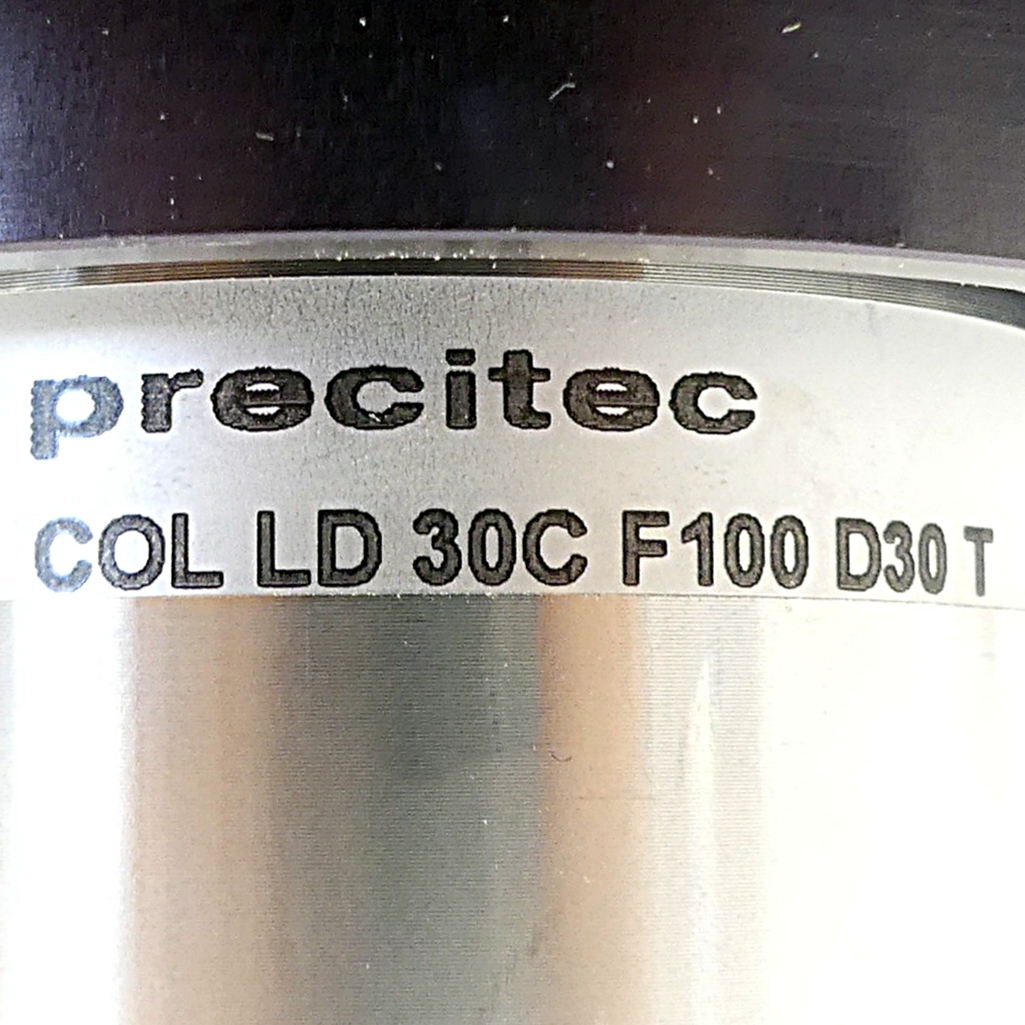 precitec
COL LD 30C F100 D30 T